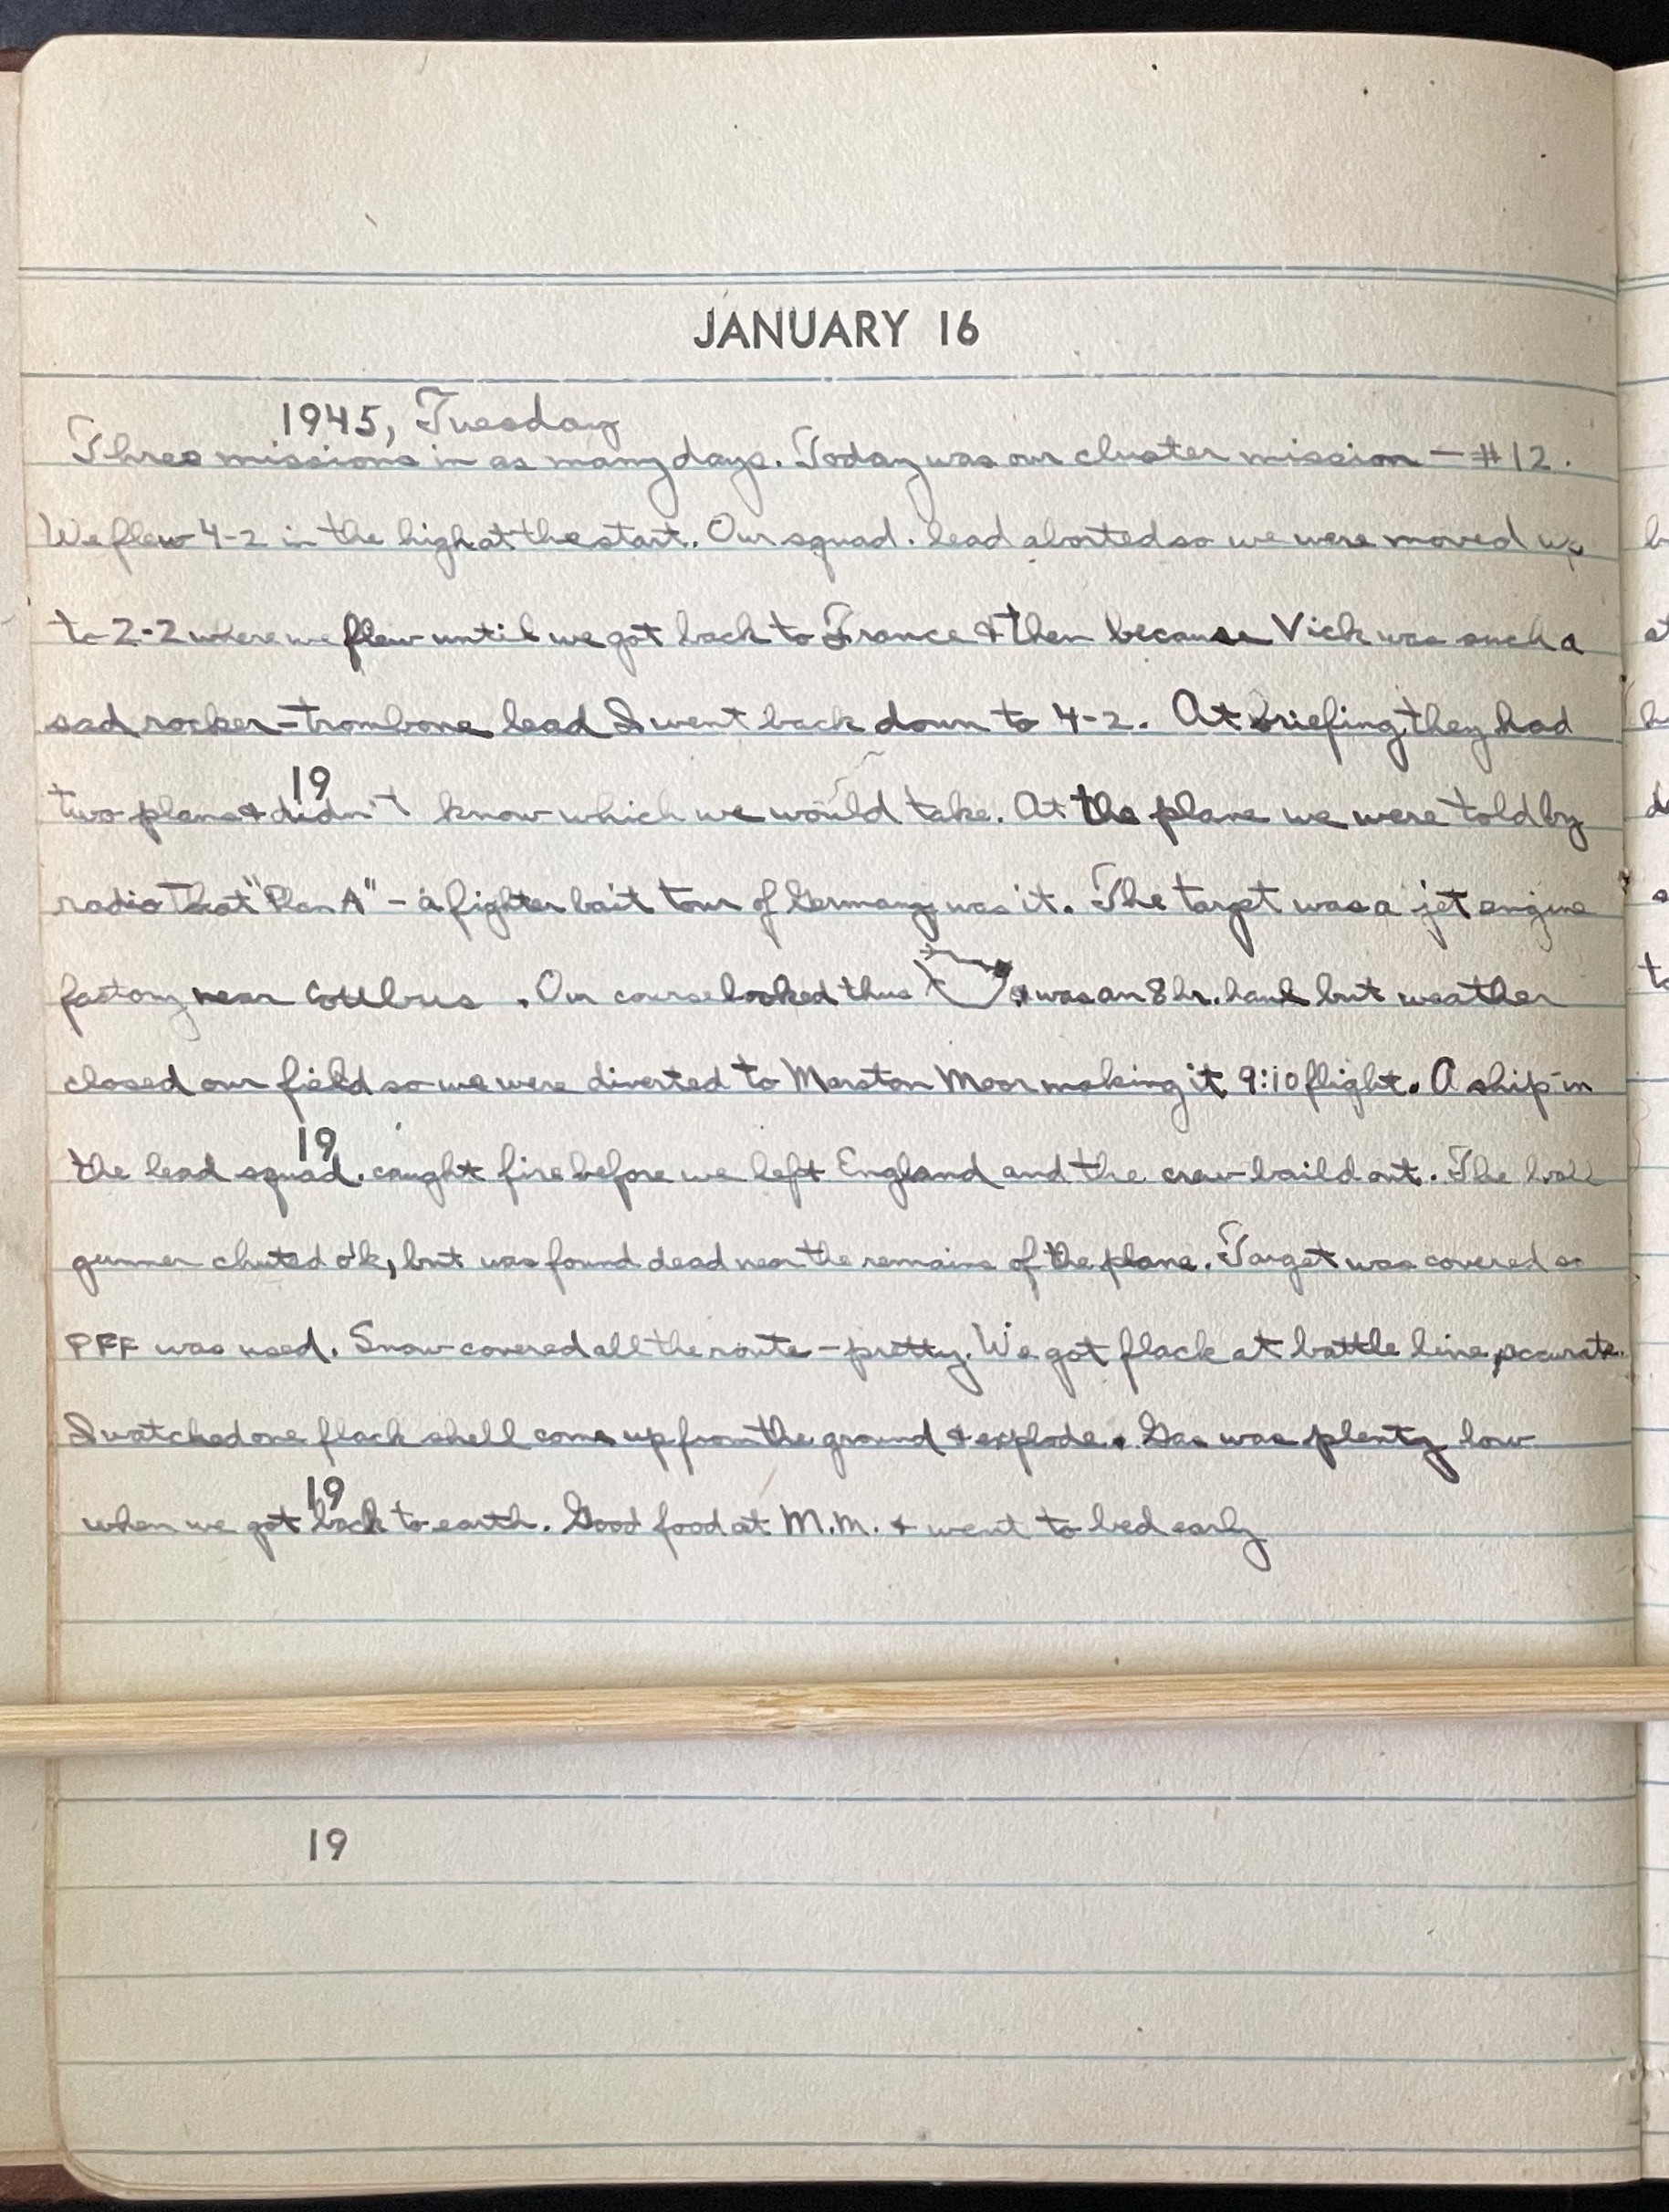 JANUARY 16
1945, Tuesday
Three missions in as many days. Today was our cluster mission — #12.
We flew 4-2 in the high at the start. Our squad. lead aborted so we were moved up
to 2-2 where we flew until we got back to France & then because Vick was such a
sad rocker-trombone lead I went back down to 4-2. At briefing they had
19
two plans & didn't know which we would take. At the plane we were told by
radio that "Plan A" - a fighter bait tour of Germany was it. The target was a jet engine
factory near Cottbus . Our course looked thus & was an 8 hr. haul but weather
closed our field so we were diverted to Marston Moor making it 9:10 flight. A ship in
19
the lead squad. caught fire before we left England and the crew baild out. The ball
gunner chuted o'k, but was found dead near the remains of the plane. Target was covered so
PFF was used. Snow covered all the route - pretty. We got flack at battle line, accurate.
I watched one flack shell come up from the ground & explode. Gas was plenty low
19
when we got back to earth. Good food at M.M. & went to bed early
19